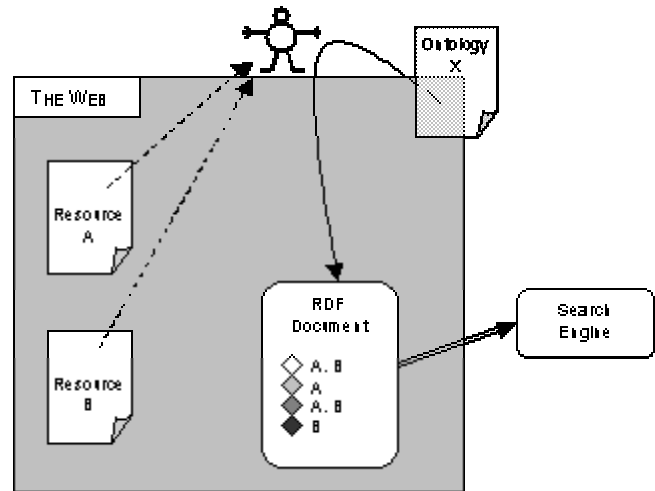 Ontology
X
THE WEB
Resource
A
RDF
Document
A, B
A
A, B
B
Search
Engine
Resource
B